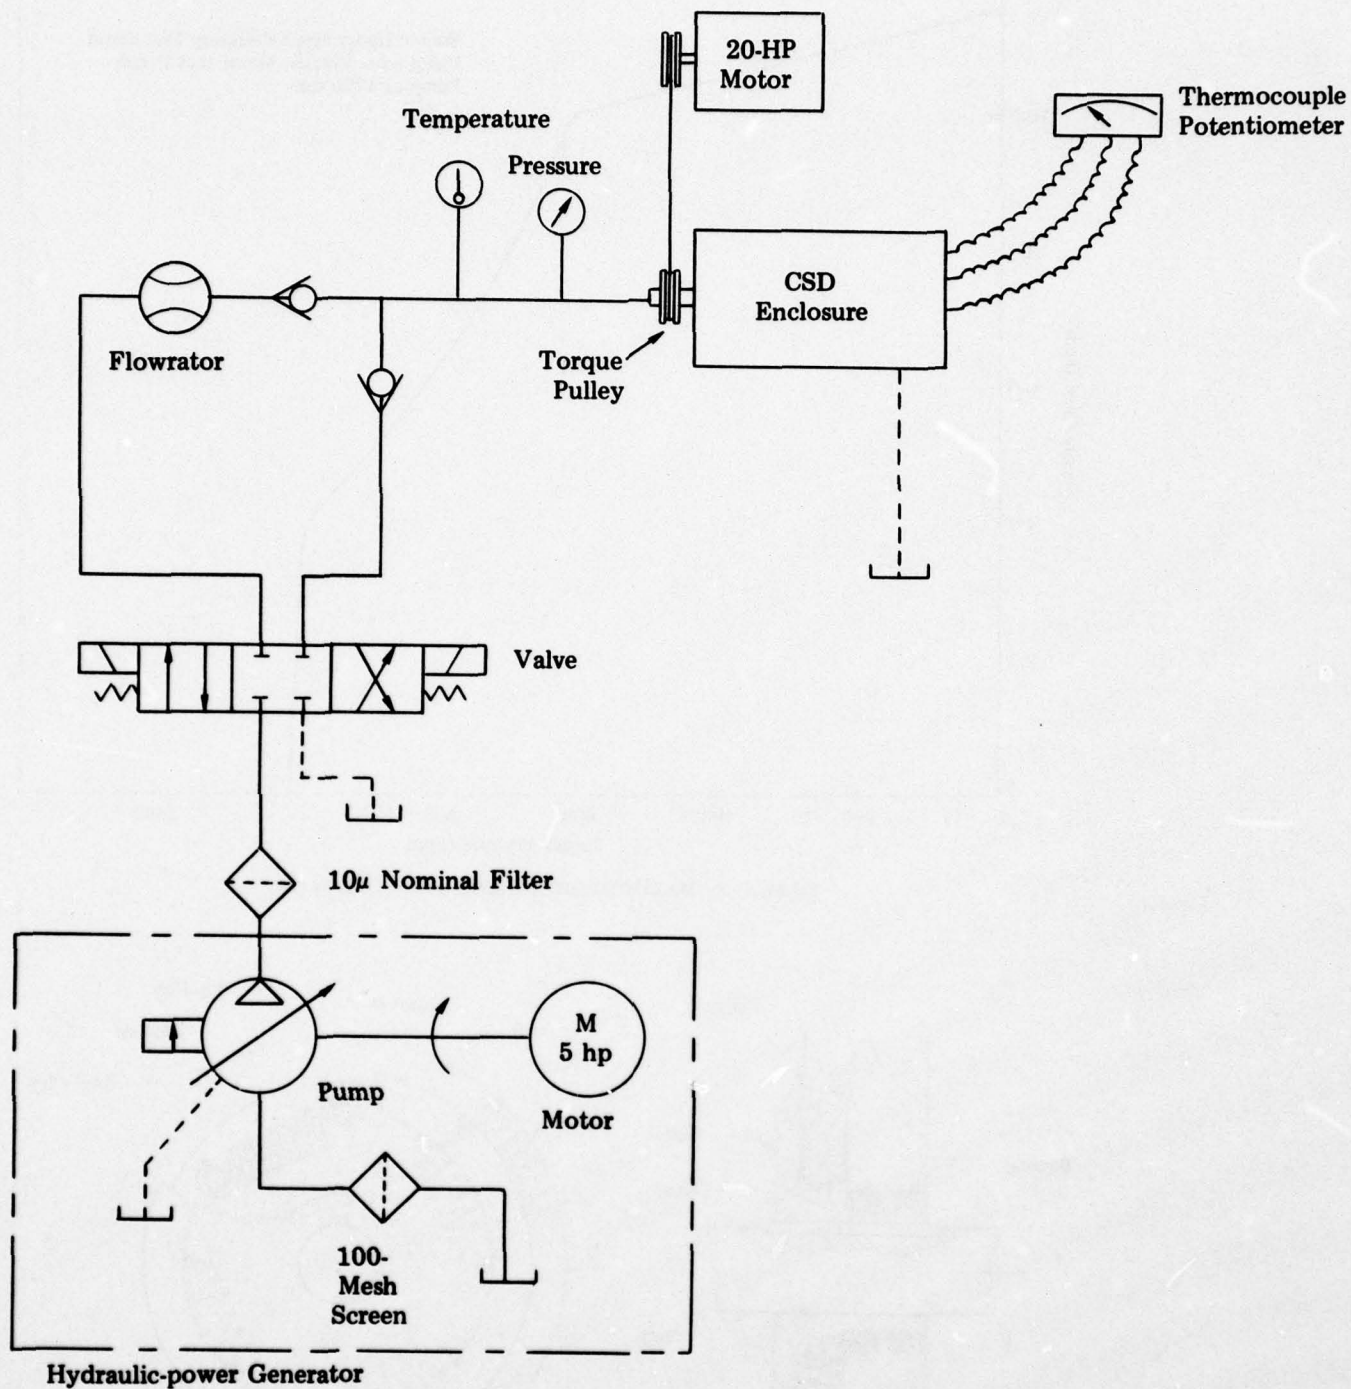 20-HP
Motor
Thermocouple
Potentiometer
Temperature
Pressure
CSD
Enclosure
Flowrator
Torque
Pulley
Valve
10μ Nominal Filter
M
5 hp
Pump
Motor
100-
Mesh
Screen
Hydraulic-power Generator